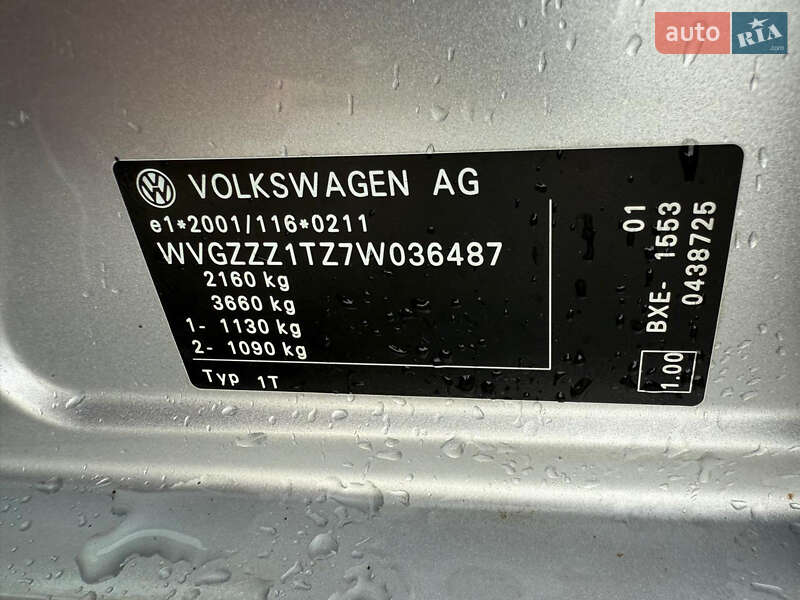 auto RIA .com
VOLKSWAGEN AG
e1*2001/116*0211
WVGZZZ1TZ7W036487
2160 kg
3660 kg
1- 1130 kg
2- 1090 kg
Typ 1T
01
BXE- 1553
0438725
1.00